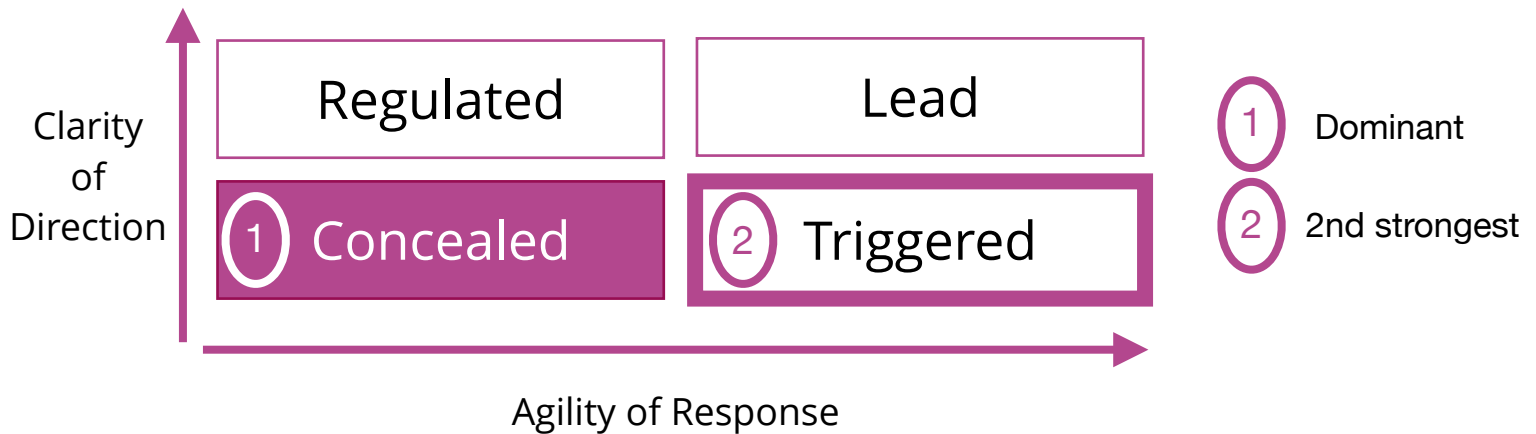 Clarity
of
Direction
Regulated
Lead
1 Concealed
2 Triggered
Agility of Response
1 Dominant
2 2nd strongest